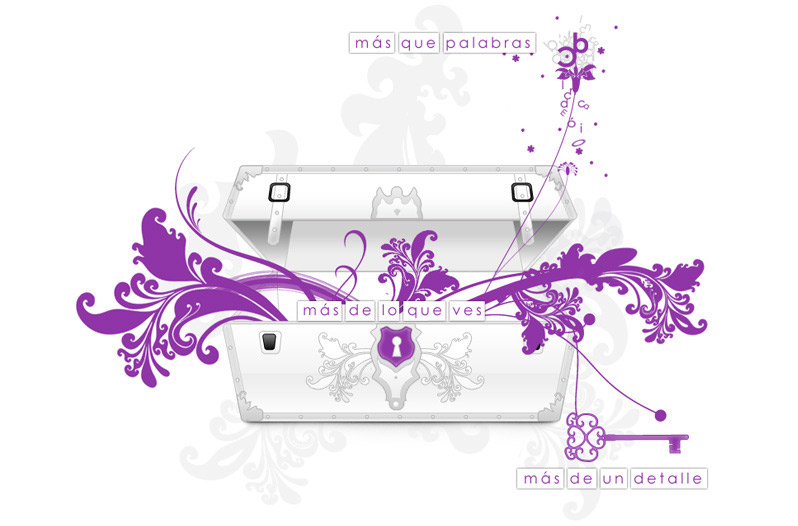 más que palabras
más de lo que ves
más de un detalle